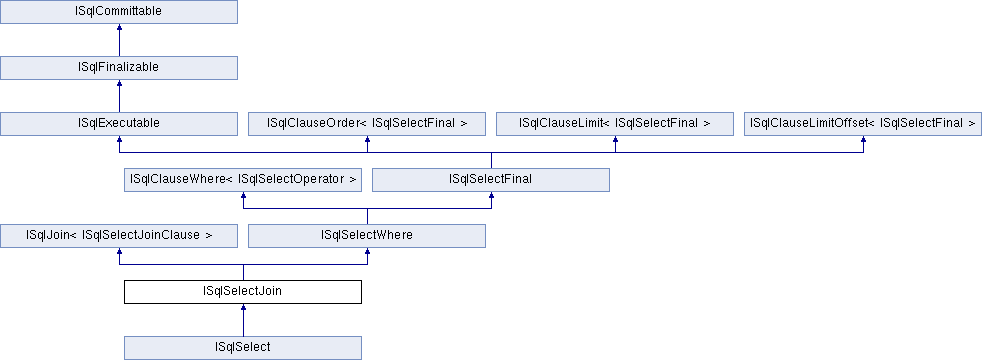 ISqlCommittable
ISqlFinalizable
ISqlExecutable
ISqlClauseOrder< ISqlSelectFinal >
ISqlClauseLimit< ISqlSelectFinal >
ISqlClauseLimitOffset< ISqlSelectFinal >
ISqlClauseWhere< ISqlSelectOperator >
ISqlSelectFinal
ISqlJoin< ISqlSelectJoinClause >
ISqlSelectWhere
ISqlSelectJoin
ISqlSelect